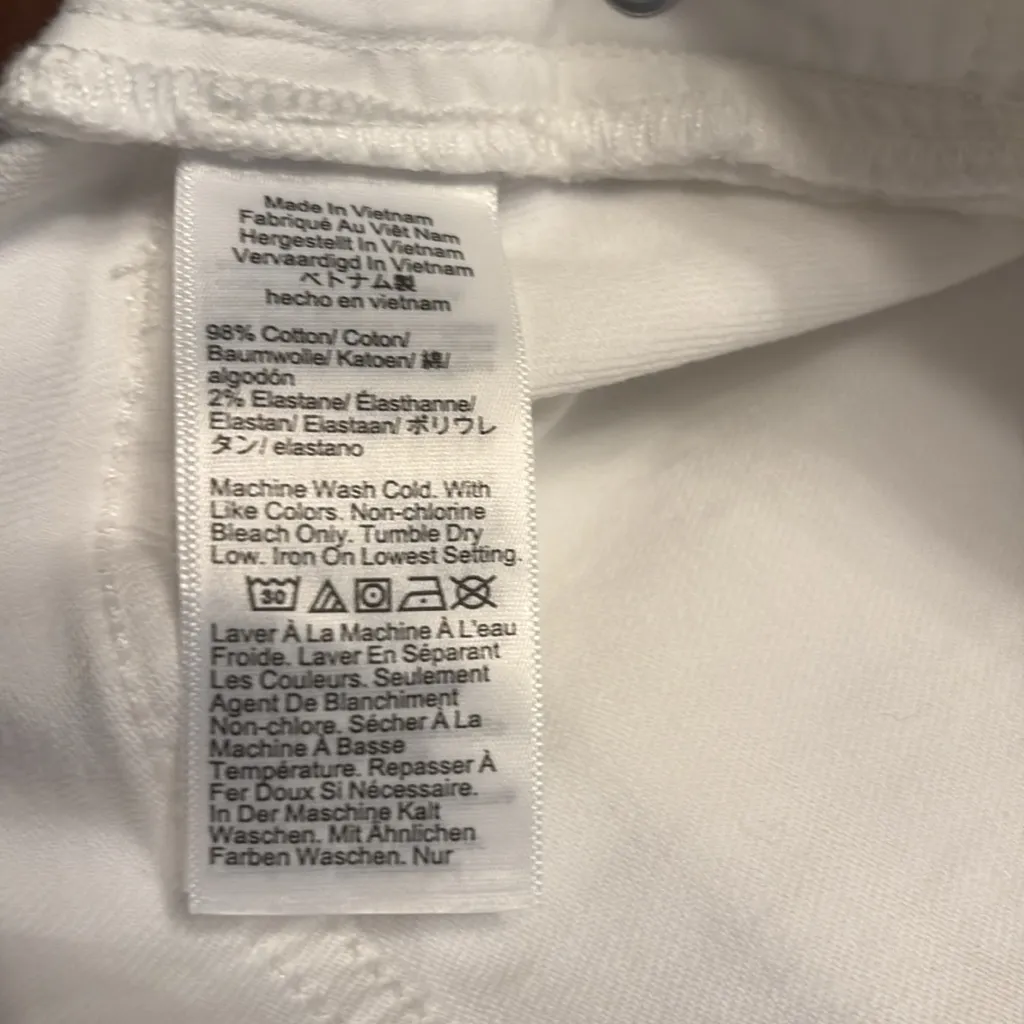 Made In Vietnam
Fabriqué Au Việt Nam
Hergestellt In Vietnam
Vervaardigd In Vietnam
ベトナム製
hecho en vietnam
98% Cotton/ Coton/
Baumwolle/ Katoen/ 綿/
algodón
2% Elastane/ Élasthanne/
Elastan/ Elastaan/ ポリウレ
タン/ elastano
Machine Wash Cold. With
Like Colors. Non-chlorine
Bleach Only. Tumble Dry
Low. Iron On Lowest Setting.
30
Laver À La Machine À L'eau
Froide. Laver En Séparant
Les Couleurs. Seulement
Agent De Blanchiment
Non-chlore. Sécher À La
Machine À Basse
Température. Repasser À
Fer Doux Si Nécessaire.
In Der Maschine Kalt
Waschen. Mit Ähnlichen
Farben Waschen. Nur